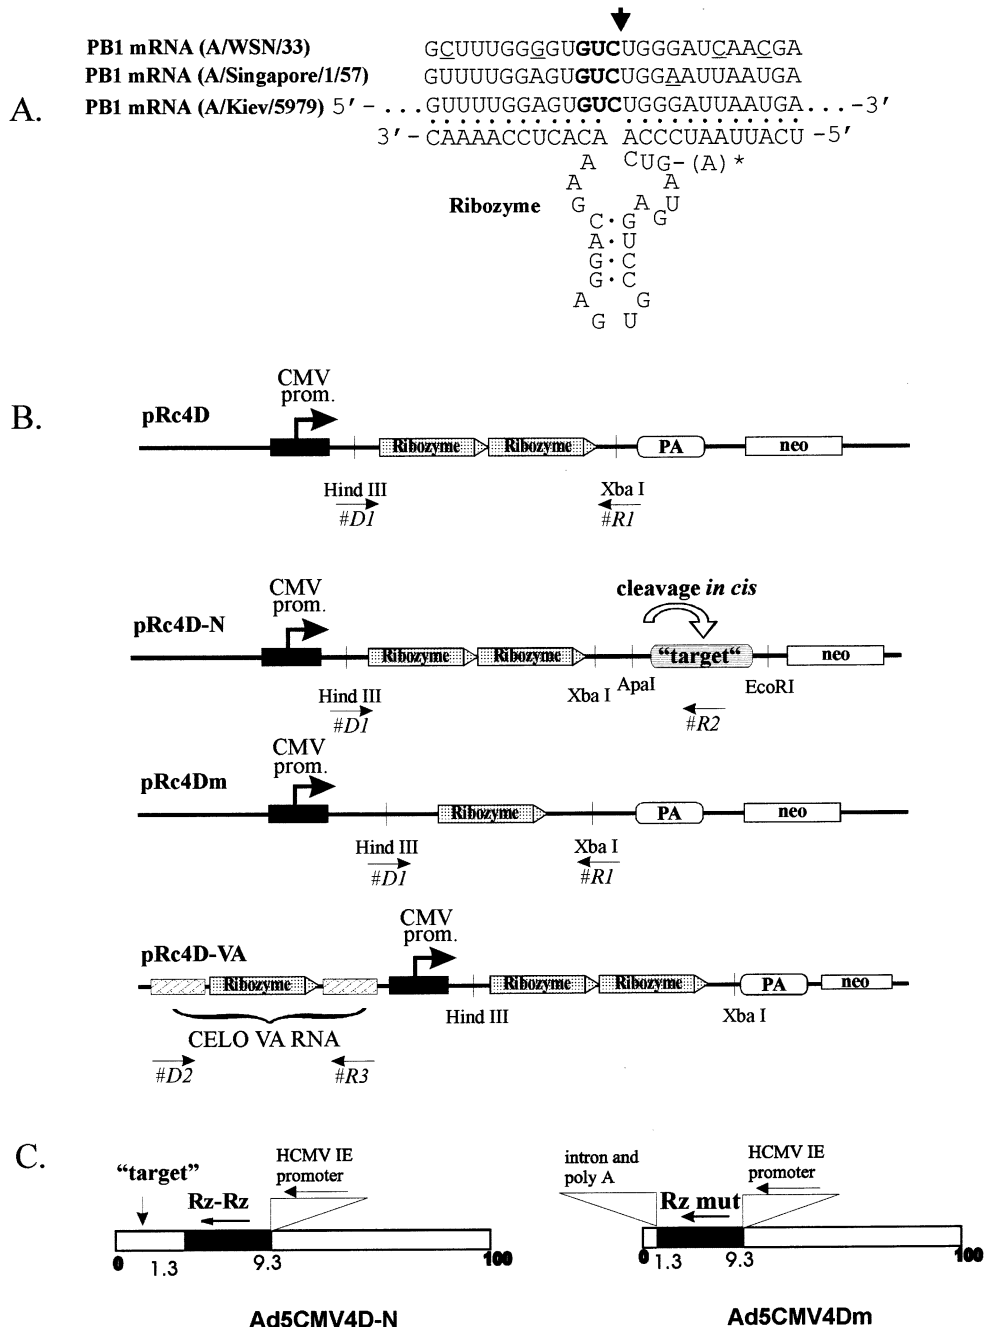 A.
PB1 mRNA (A/WSN/33) GCUUUGGGGUGUCUGGGAUCAACGA
PB1 mRNA (A/Singapore/1/57) GUUUUGGAGUGUCUGGAAUUAAUGA
PB1 mRNA (A/Kiev/5979) 5′ - ...GUUUUGGAGUGUCUGGGAUUAAUGA...-3′
3′-CAAAACCUCACA ACCCUAAUUACU -5′
A CUG-(A)*
A A
Ribozyme G A U
C·G G
A·U
G·C
G·C
A G
G U
B.
pRc4D
CMV
prom.
Ribozyme Ribozyme PA neo
Hind III Xba I
#D1 #R1
pRc4D-N
CMV
prom.
cleavage in cis
Ribozyme Ribozyme “target“ neo
Hind III Xba I ApaI EcoRI
#D1 #R2
pRc4Dm
CMV
prom.
Ribozyme PA neo
Hind III Xba I
#D1 #R1
pRc4D-VA
CMV
prom.
Ribozyme Ribozyme Ribozyme PA neo
Hind III Xba I
CELO VA RNA
#D2 #R3
C.
“target”
HCMV IE
promoter
Rz-Rz
0 1.3 9.3 100
Ad5CMV4D-N
intron and
poly A
HCMV IE
promoter
Rz mut
0 1.3 9.3 100
Ad5CMV4Dm